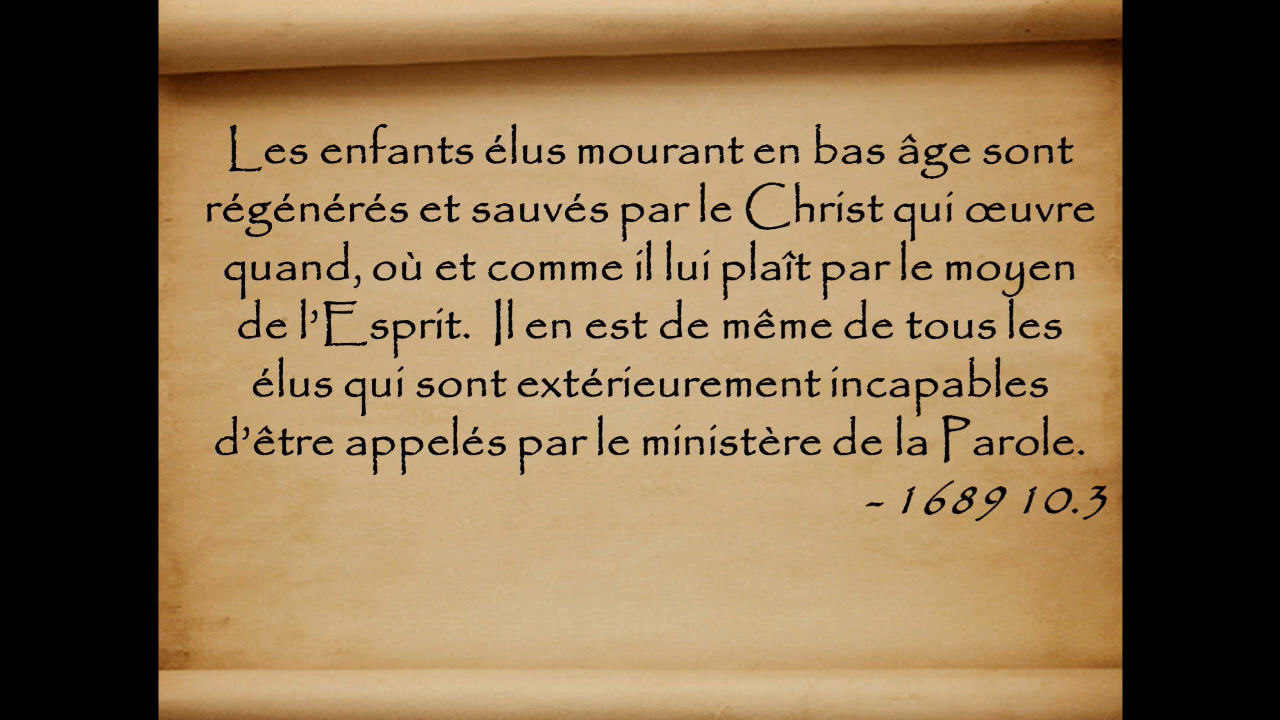 Les enfants élus mourant en bas âge sont
régénérés et sauvés par le Christ qui œuvre
quand, où et comme il lui plaît par le moyen
de l’Esprit.  Il en est de même de tous les
élus qui sont extérieurement incapables
d’être appelés par le ministère de la Parole.
- 1689 10.3